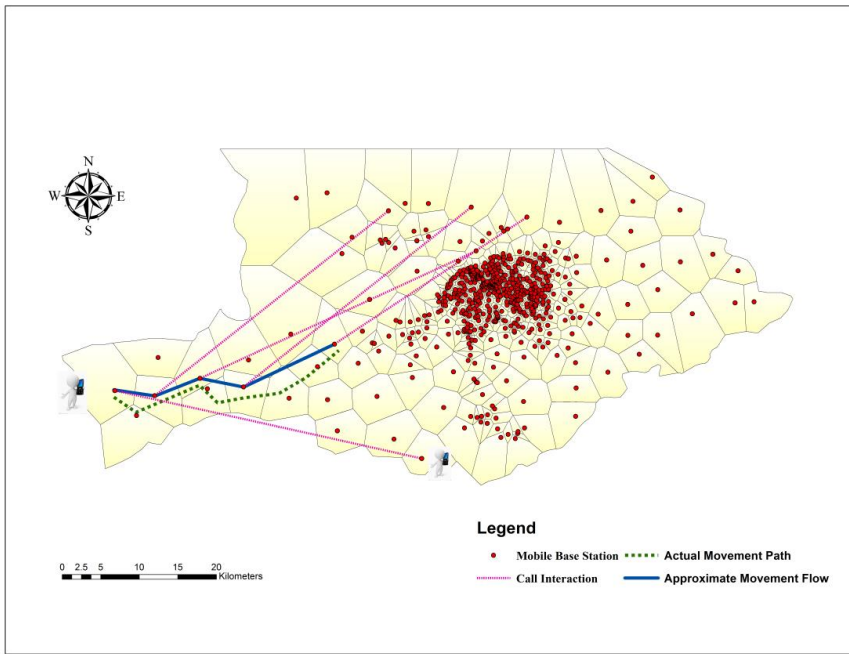 N
W E
S
Legend
Mobile Base Station Actual Movement Path
Call Interaction Approximate Movement Flow
0 2.5 5 10 15 20
Kilometers